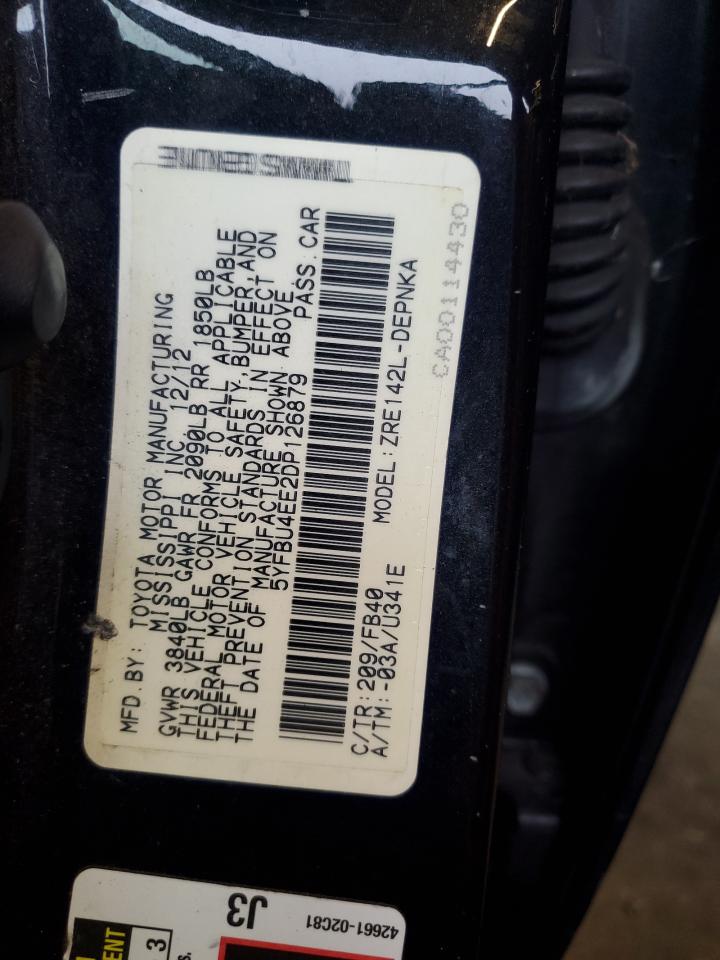 MFD.BY: TOYOTA MOTOR MANUFACTURING
MISSISSIPPI INC. 12/12
GVWR 3840LB GAWR FR 2090LB RR 1850LB
THIS VEHICLE CONFORMS TO ALL APPLICABLE
FEDERAL MOTOR VEHICLE SAFETY,BUMPER,AND
THEFT PREVENTION STANDARDS IN EFFECT ON
THE DATE OF MANUFACTURE SHOWN ABOVE.
5YFBU4EE2DP126879 PASS.CAR
C/TR:209/FB40 MODEL:ZRE142L-DEPNKA
A/TM:-03A/U341E
CA00114430
J3
42661-02C81
3
ENT
s.